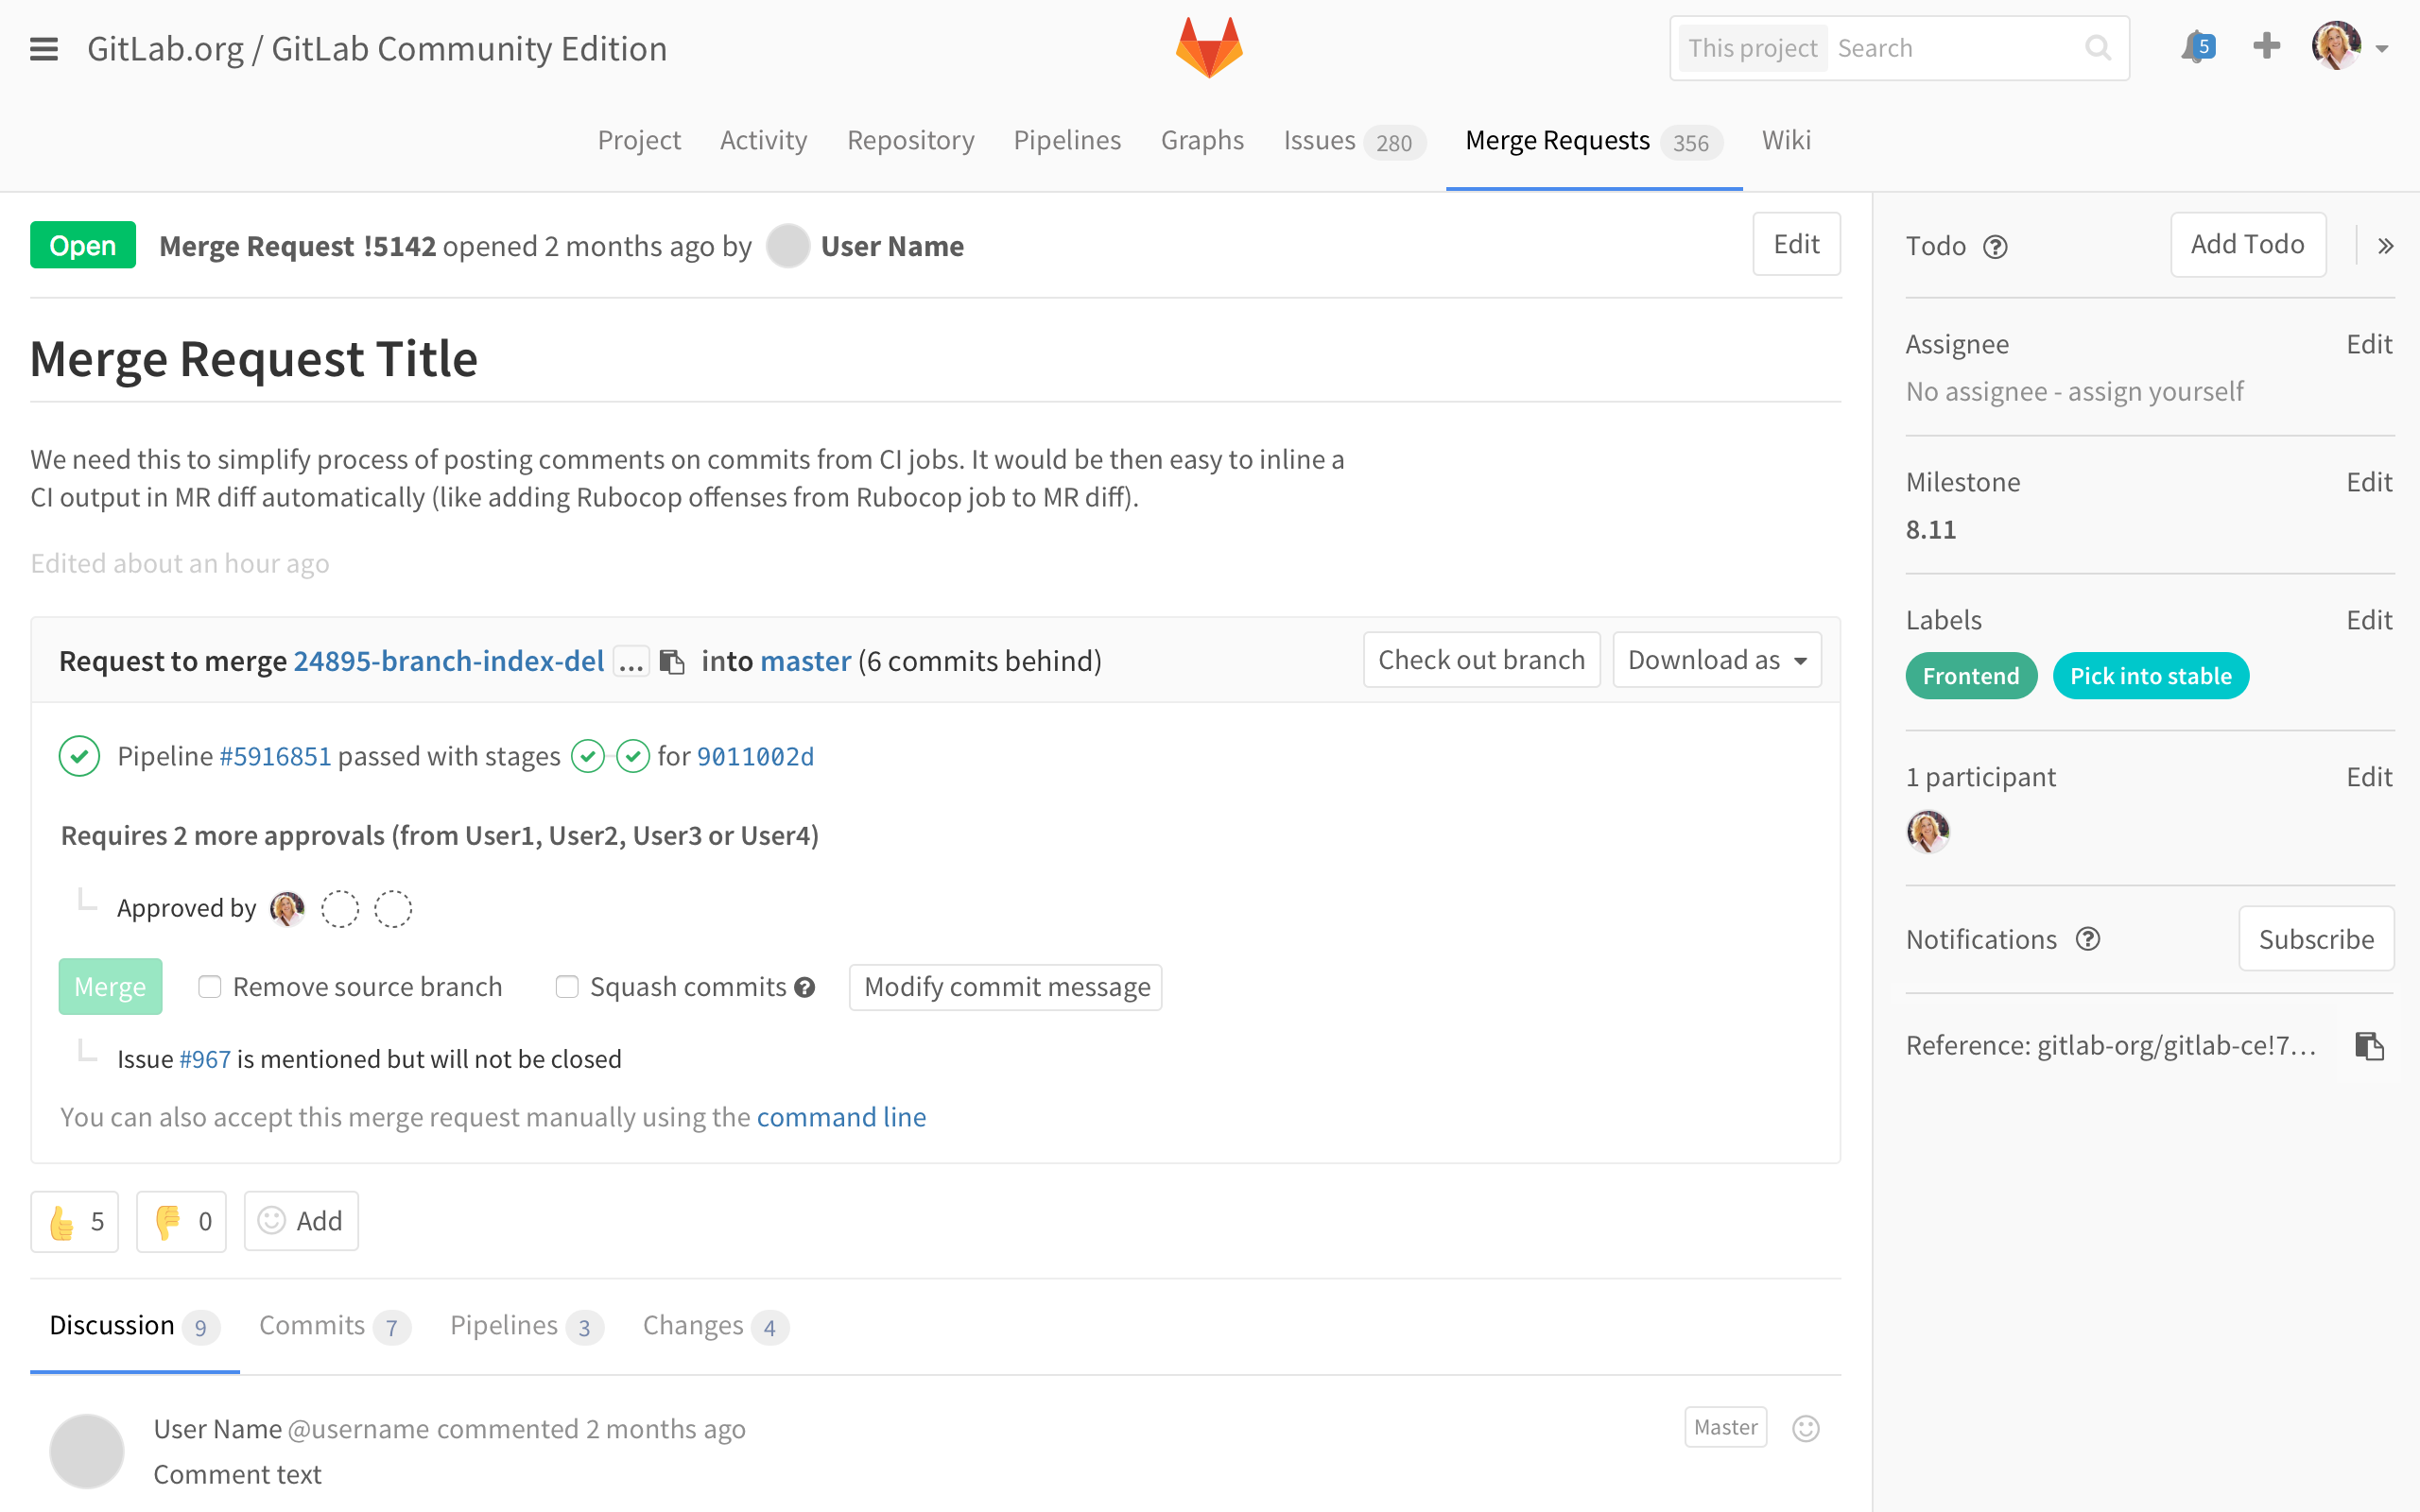 GitLab.org / GitLab Community Edition
This project Search
5
Project Activity Repository Pipelines Graphs Issues 280 Merge Requests 356 Wiki
Open Merge Request !5142 opened 2 months ago by User Name Edit
Merge Request Title
We need this to simplify process of posting comments on commits from CI jobs. It would be then easy to inline a
CI output in MR diff automatically (like adding Rubocop offenses from Rubocop job to MR diff).
Edited about an hour ago
Request to merge 24895-branch-index-del ... into master (6 commits behind) Check out branch Download as
Pipeline #5916851 passed with stages for 9011002d
Requires 2 more approvals (from User1, User2, User3 or User4)
Approved by
Merge Remove source branch Squash commits ? Modify commit message
Issue #967 is mentioned but will not be closed
You can also accept this merge request manually using the command line
5 0 Add
Discussion 9 Commits 7 Pipelines 3 Changes 4
User Name @username commented 2 months ago Master
Comment text
Todo ? Add Todo »
Assignee Edit
No assignee - assign yourself
Milestone Edit
8.11
Labels Edit
Frontend Pick into stable
1 participant Edit
Notifications ? Subscribe
Reference: gitlab-org/gitlab-ce!7...